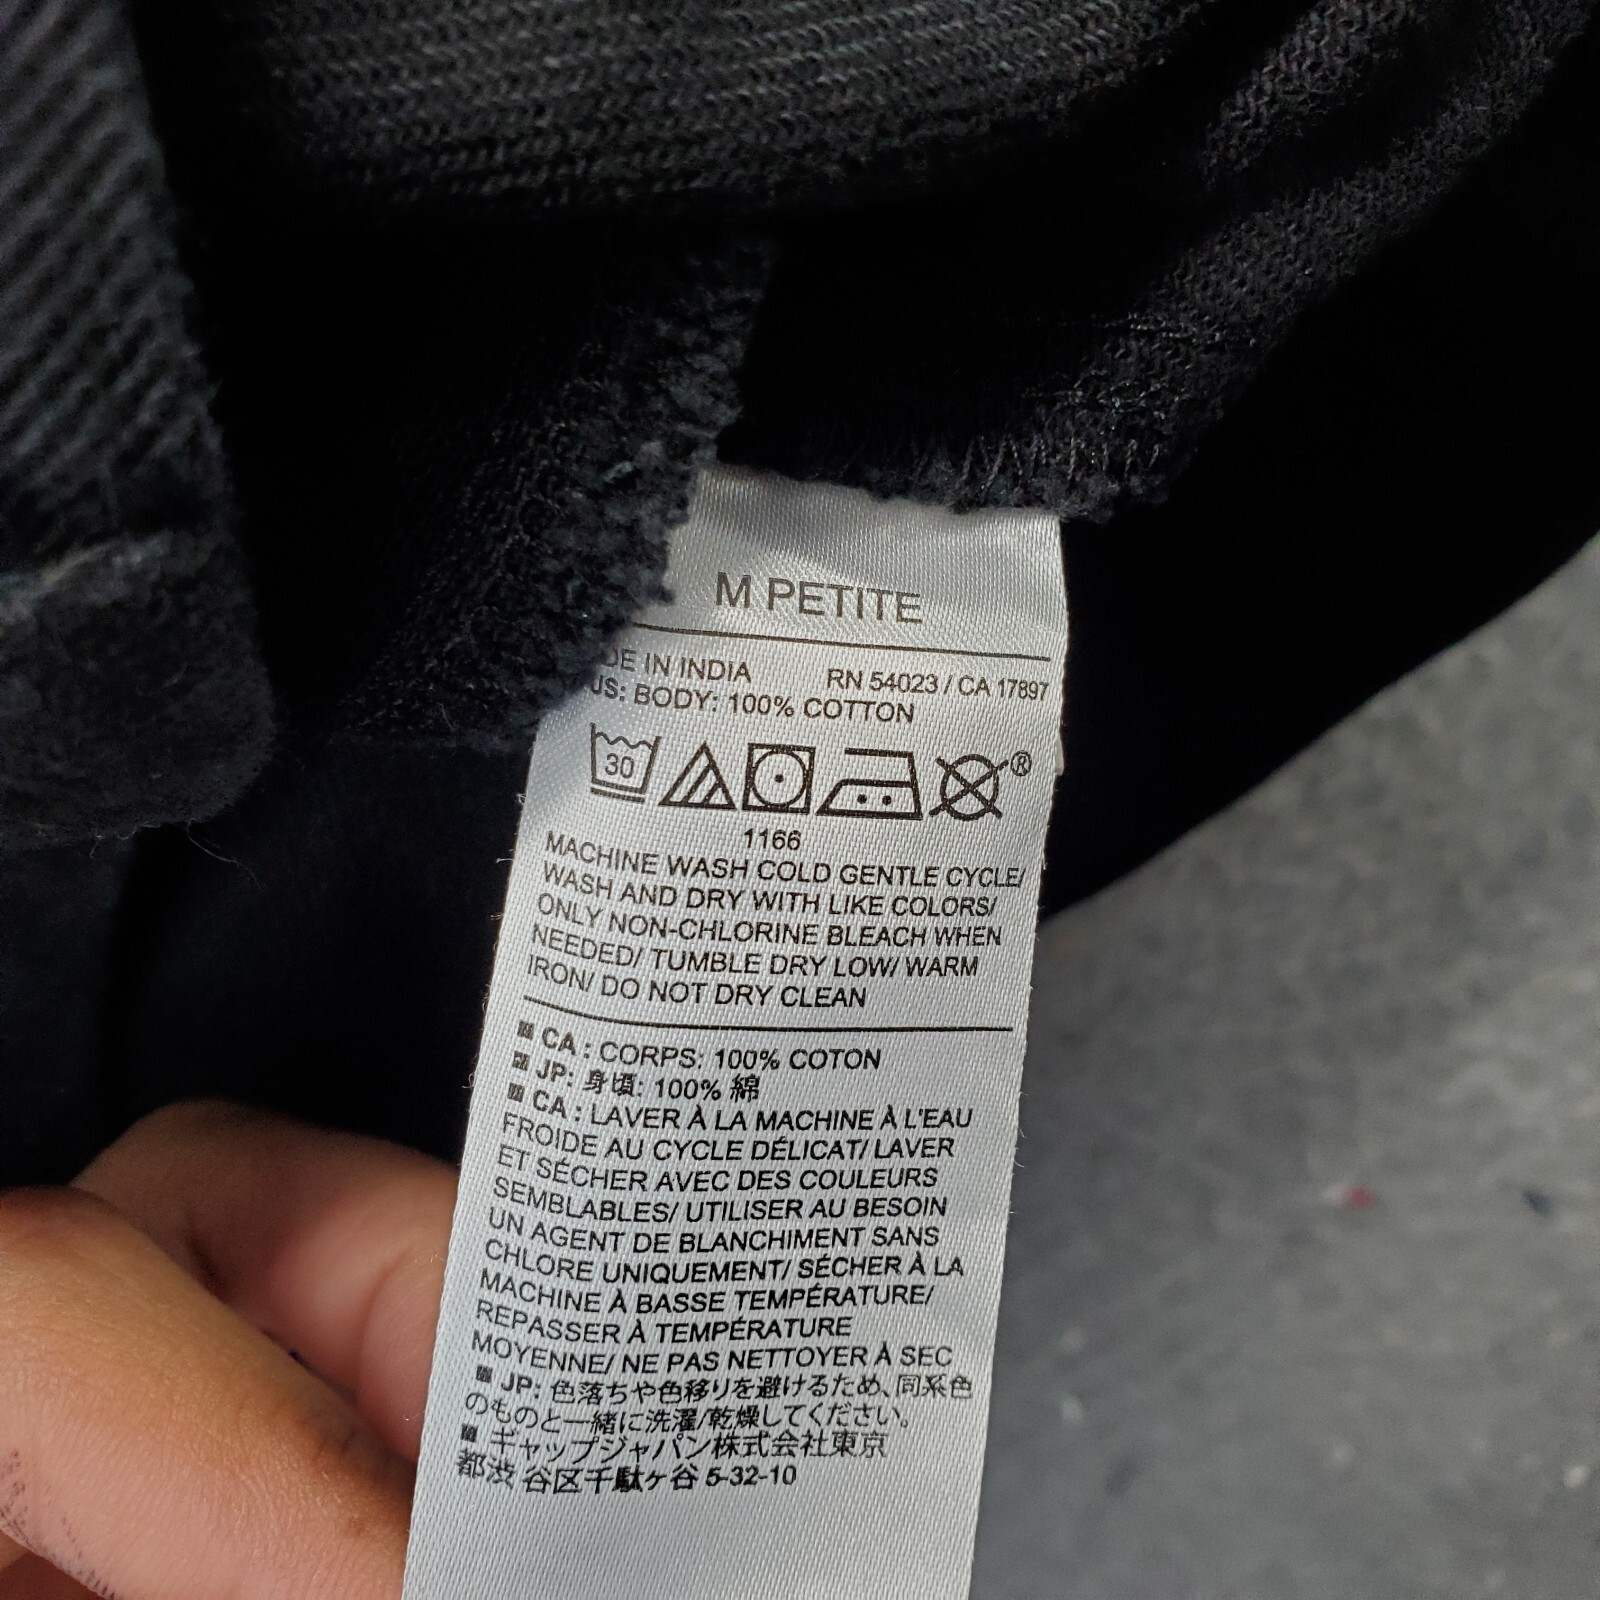 M PETITE
DE IN INDIA RN 54023 / CA 17897
US: BODY: 100% COTTON
30 ®
1166
MACHINE WASH COLD GENTLE CYCLE/
WASH AND DRY WITH LIKE COLORS/
ONLY NON-CHLORINE BLEACH WHEN
NEEDED/ TUMBLE DRY LOW/ WARM
IRON/ DO NOT DRY CLEAN
CA : CORPS: 100% COTON
JP: 身頃: 100% 綿
CA : LAVER À LA MACHINE À L'EAU
FROIDE AU CYCLE DÉLICAT/ LAVER
ET SÉCHER AVEC DES COULEURS
SEMBLABLES/ UTILISER AU BESOIN
UN AGENT DE BLANCHIMENT SANS
CHLORE UNIQUEMENT/ SÉCHER À LA
MACHINE À BASSE TEMPÉRATURE/
REPASSER À TEMPÉRATURE
MOYENNE/ NE PAS NETTOYER À SEC
JP: 色落ちや色移りを避けるため、同系色
のものと一緒に洗濯/乾燥してください。
ギャップジャパン株式会社東京
都渋 谷区千駄ヶ谷 5-32-10